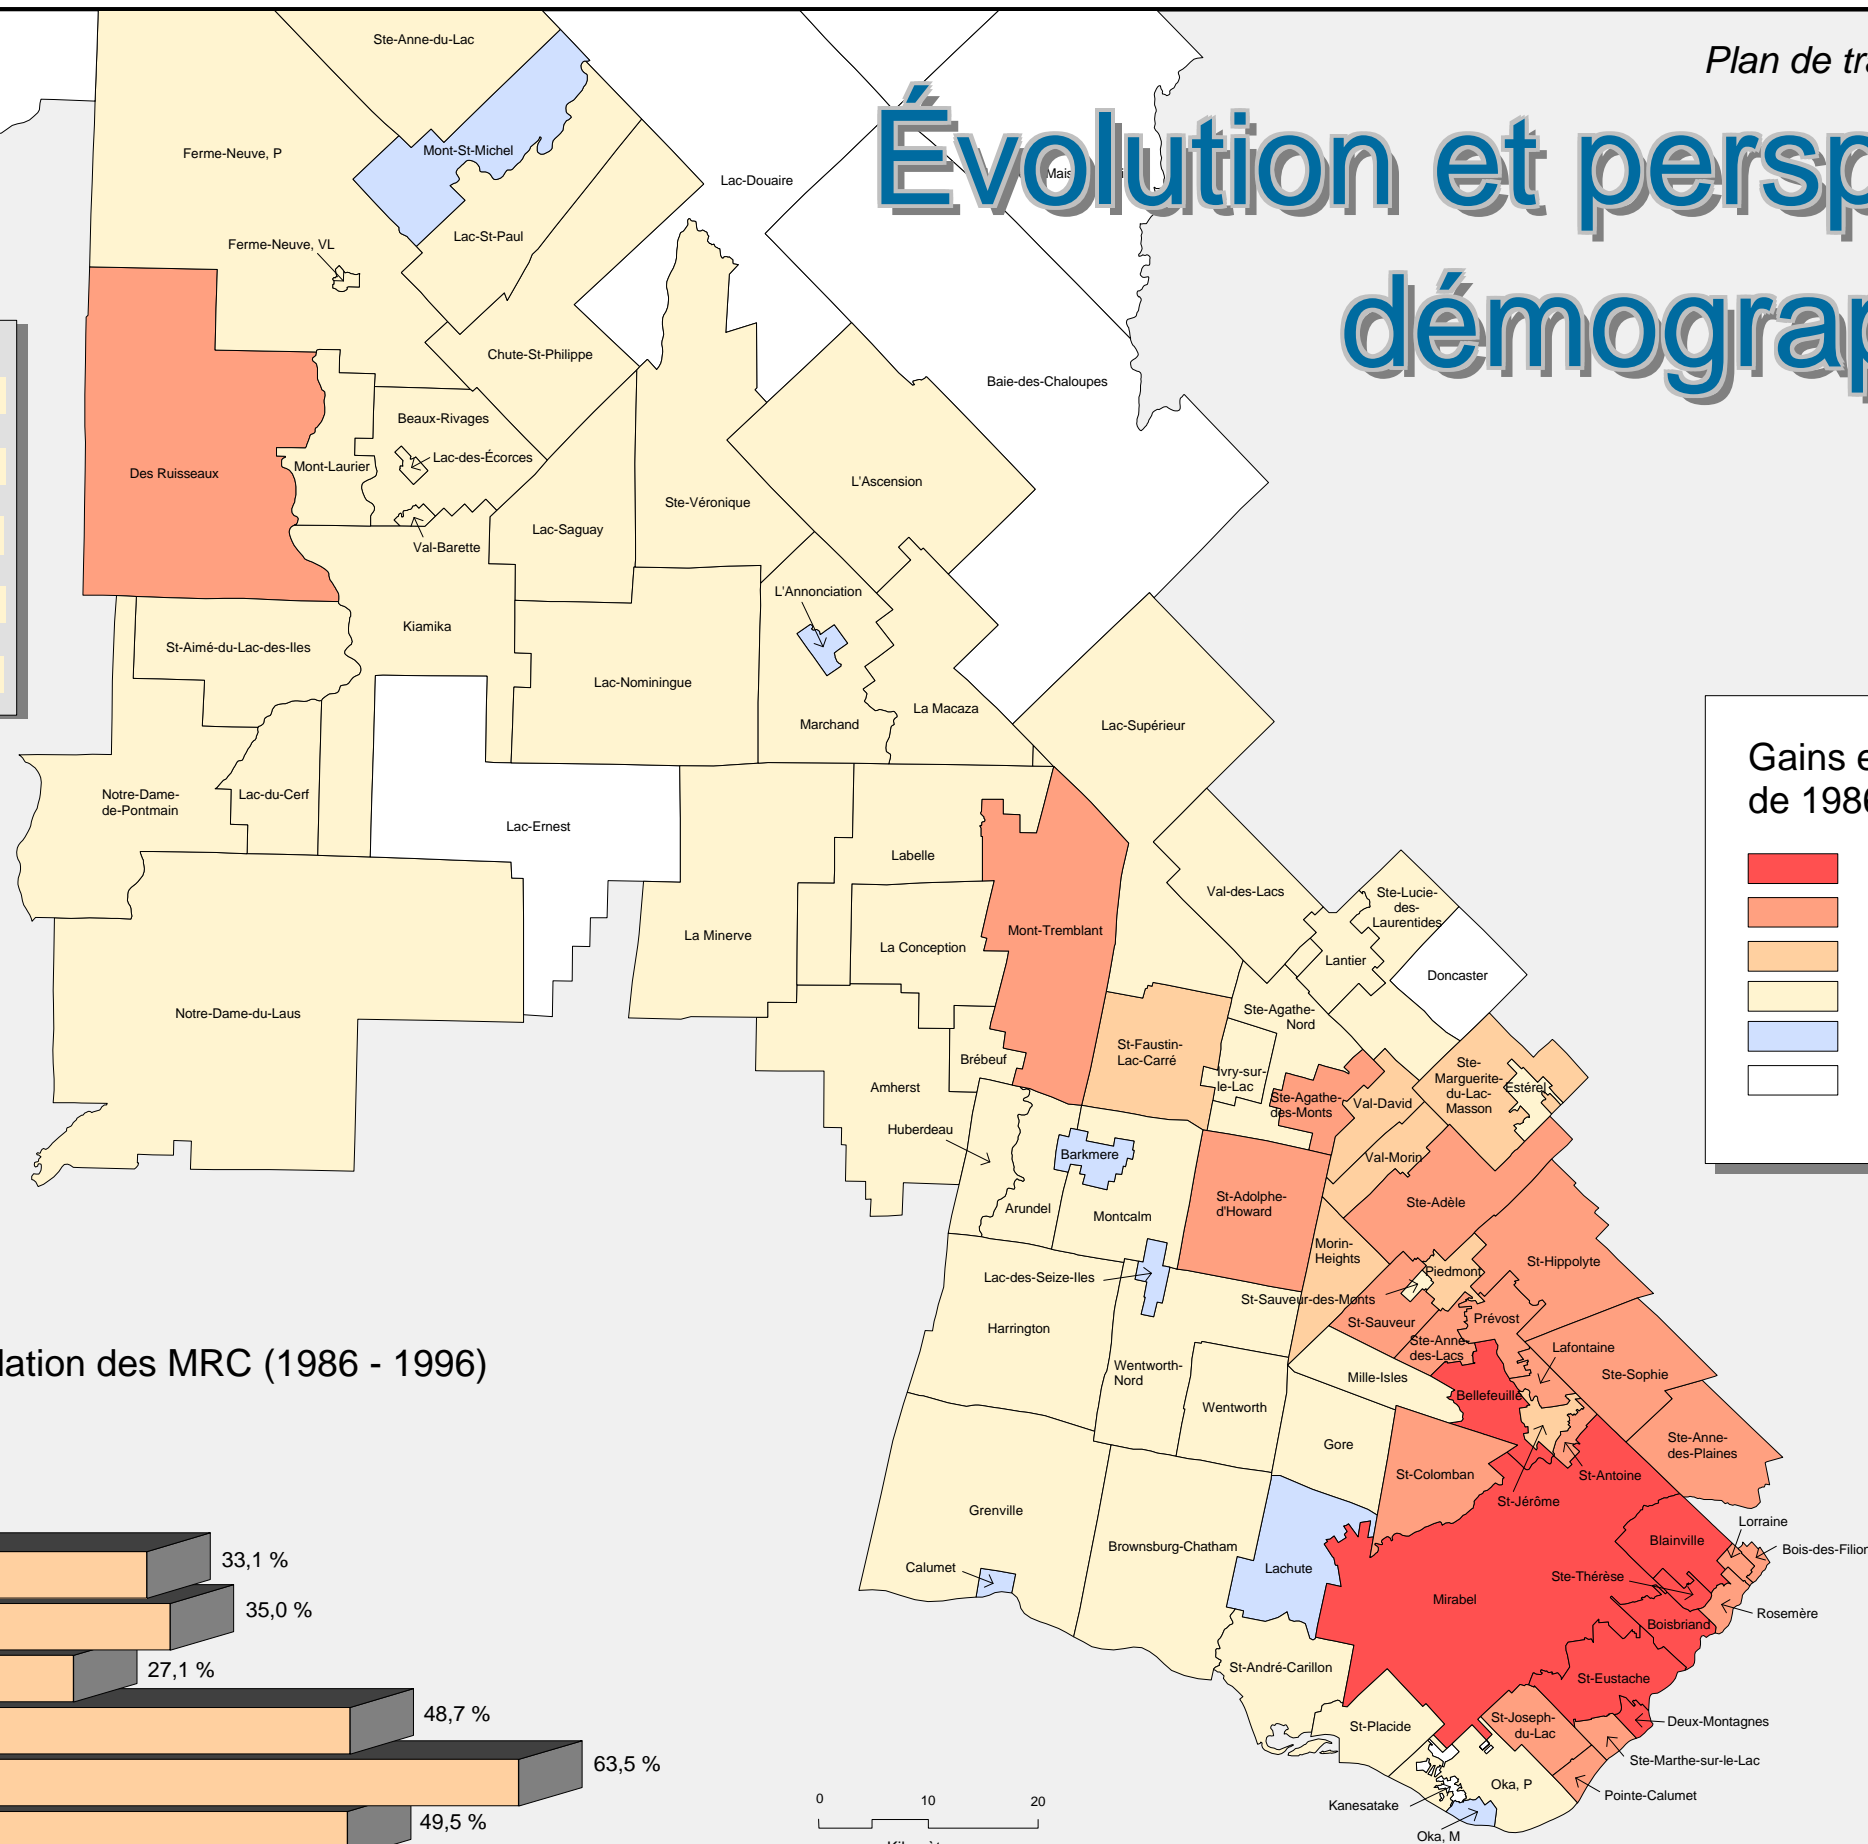 Plan de tra
Évolution et persp
démograp
Ste-Anne-du-Lac
Mont-St-Michel
Ferme-Neuve, P
Lac-Douaire
Lac-St-Paul
Ferme-Neuve, VL
Chute-St-Philippe
Baie-des-Chaloupes
Beaux-Rivages
Lac-des-Écorces
Mont-Laurier
Des Ruisseaux
L'Ascension
Ste-Véronique
Lac-Saguay
Val-Barette
L'Annonciation
Kiamika
St-Aimé-du-Lac-des-Iles
Lac-Nominingue
La Macaza
Marchand
Lac-Supérieur
Notre-Dame-
de-Pontmain
Lac-du-Cerf
Lac-Ernest
Labelle
Val-des-Lacs
Ste-Lucie-
des-
Laurentides
La Minerve
La Conception
Mont-Tremblant
Lantier
Doncaster
Notre-Dame-du-Laus
Ste-Agathe-
Nord
St-Faustin-
Lac-Carré
Brébeuf
Amherst
Ivry-sur-
le-Lac
Ste-Agathe-
des-Monts
Val-David
Ste-
Marguerite-
du-Lac-
Masson
Estérel
Huberdeau
Barkmere
Val-Morin
Arundel
Montcalm
St-Adolphe-
d'Howard
Ste-Adèle
Morin-
Heights
Piedmont
St-Hippolyte
Lac-des-Seize-Iles
St-Sauveur-des-Monts
Harrington
St-Sauveur
Prévost
Ste-Anne-
des-Lacs
Lafontaine
Ste-Sophie
Wentworth-
Nord
Mille-Isles
Bellefeuille
Wentworth
Gore
Ste-Anne-
des-Plaines
St-Colomban
St-Antoine
St-Jérôme
Grenville
Brownsburg-Chatham
Lorraine
Blainville
Bois-des-Filion
Calumet
Lachute
Ste-Thérèse
Mirabel
Rosemère
Boisbriand
St-André-Carillon
St-Eustache
St-Placide
St-Joseph-
du-Lac
Deux-Montagnes
Ste-Marthe-sur-le-Lac
Oka, P
Pointe-Calumet
Kanesatake
Oka, M
Gains e
de 1986
lation des MRC (1986 - 1996)
33,1 %
35,0 %
27,1 %
48,7 %
63,5 %
49,5 %
0 10 20